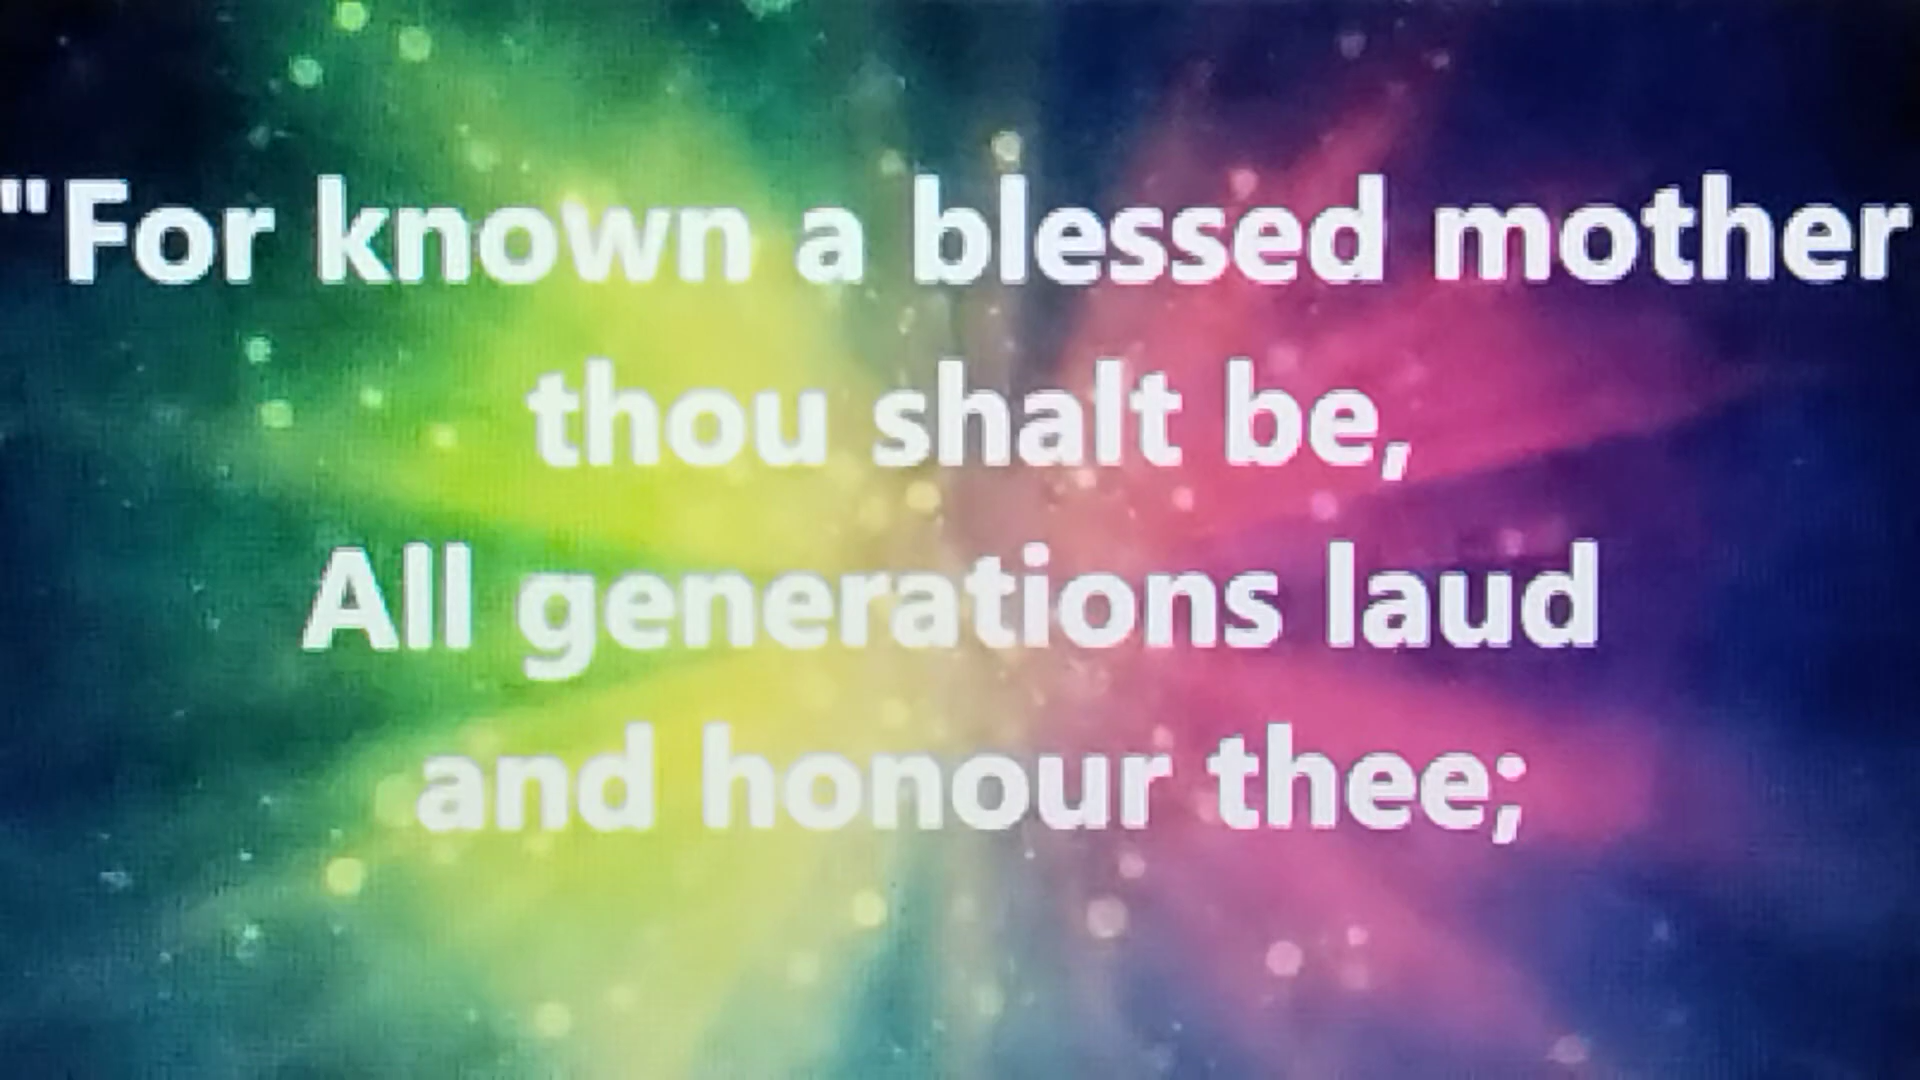 "For known a blessed mother
thou shalt be,
All generations laud
and honour thee;